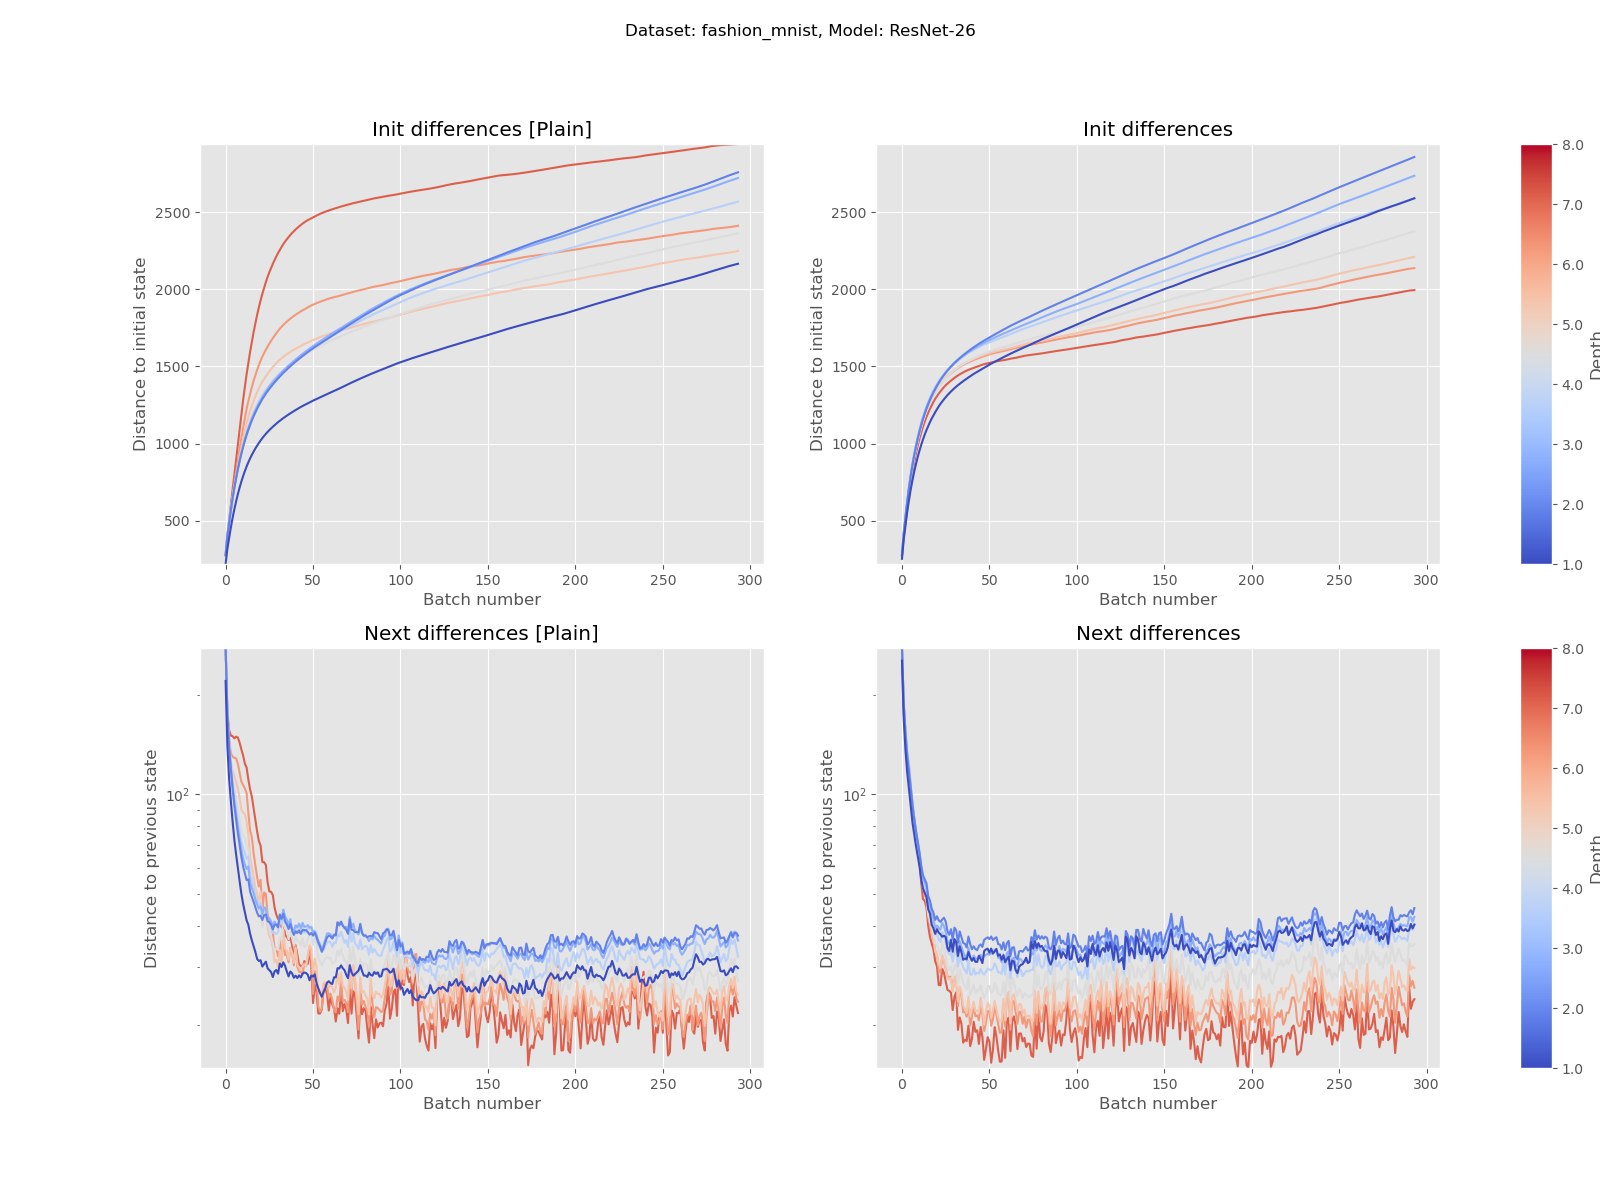 Dataset: fashion_mnist, Model: ResNet-26
Init differences [Plain]
Init differences
Distance to initial state
2500
2000
1500
1000
500
0 50 100 150 200 250 300
Batch number
Distance to initial state
2500
2000
1500
1000
500
0 50 100 150 200 250 300
Batch number
8.0
7.0
6.0
5.0
4.0
3.0
2.0
1.0
Depth
Next differences [Plain]
Next differences
Distance to previous state
10²
0 50 100 150 200 250 300
Batch number
Distance to previous state
10²
0 50 100 150 200 250 300
Batch number
8.0
7.0
6.0
5.0
4.0
3.0
2.0
1.0
Depth